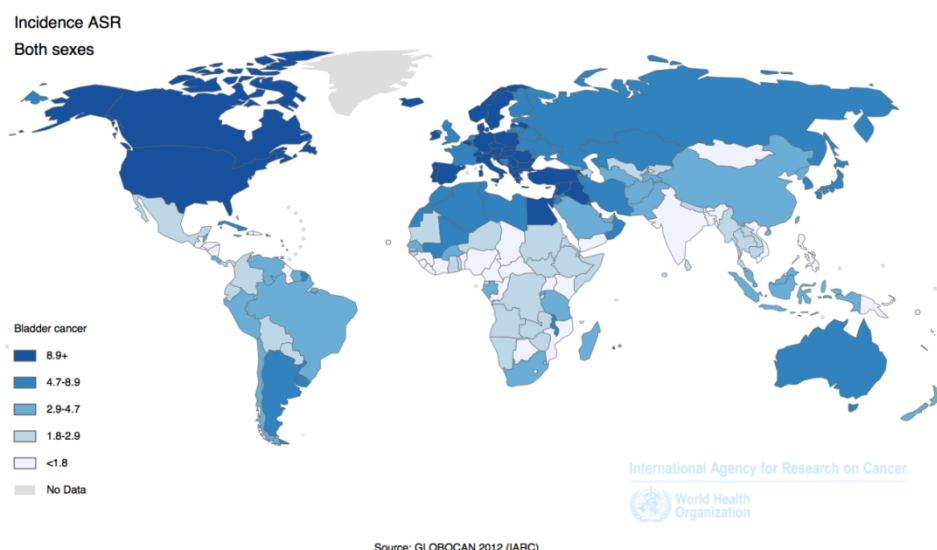 Incidence ASR
Both sexes
Bladder cancer
8.9+
4.7-8.9
2.9-4.7
1.8-2.9
<1.8
No Data
International Agency for Research on Cancer
World Health
Organization
Source: GLOBOCAN 2012 (IARC)